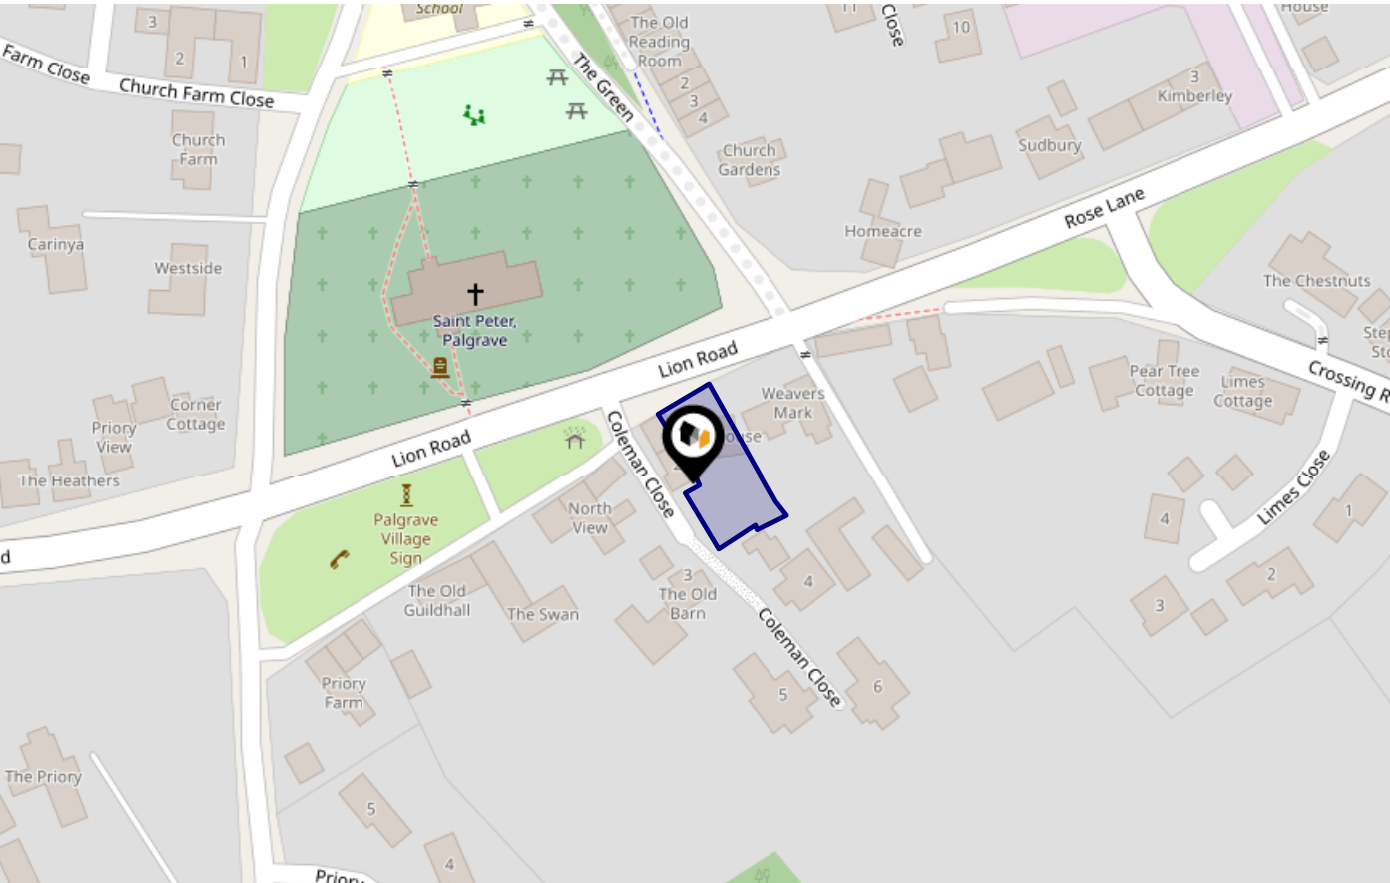 School
The Old
Reading
Room
11
Close
10
House
3
2
1
Farm Close
Church Farm Close
The Green
2
3
4
3
Kimberley
Church
Farm
Church
Gardens
Sudbury
Rose Lane
Carinya
Westside
Homeacre
The Chestnuts
Saint Peter,
Palgrave
Lion Road
Crossing R
Pear Tree
Cottage
Limes
Cottage
Weavers
Mark
Corner
Cottage
Priory
View
The Heathers
Lion Road
Coleman Close
ouse
Palgrave
Village
Sign
North
View
4
Limes Close
1
d
3
The Old
Barn
4
2
3
The Old
Guildhall
The Swan
Coleman Close
Priory
Farm
5
6
The Priory
5
4
Priory